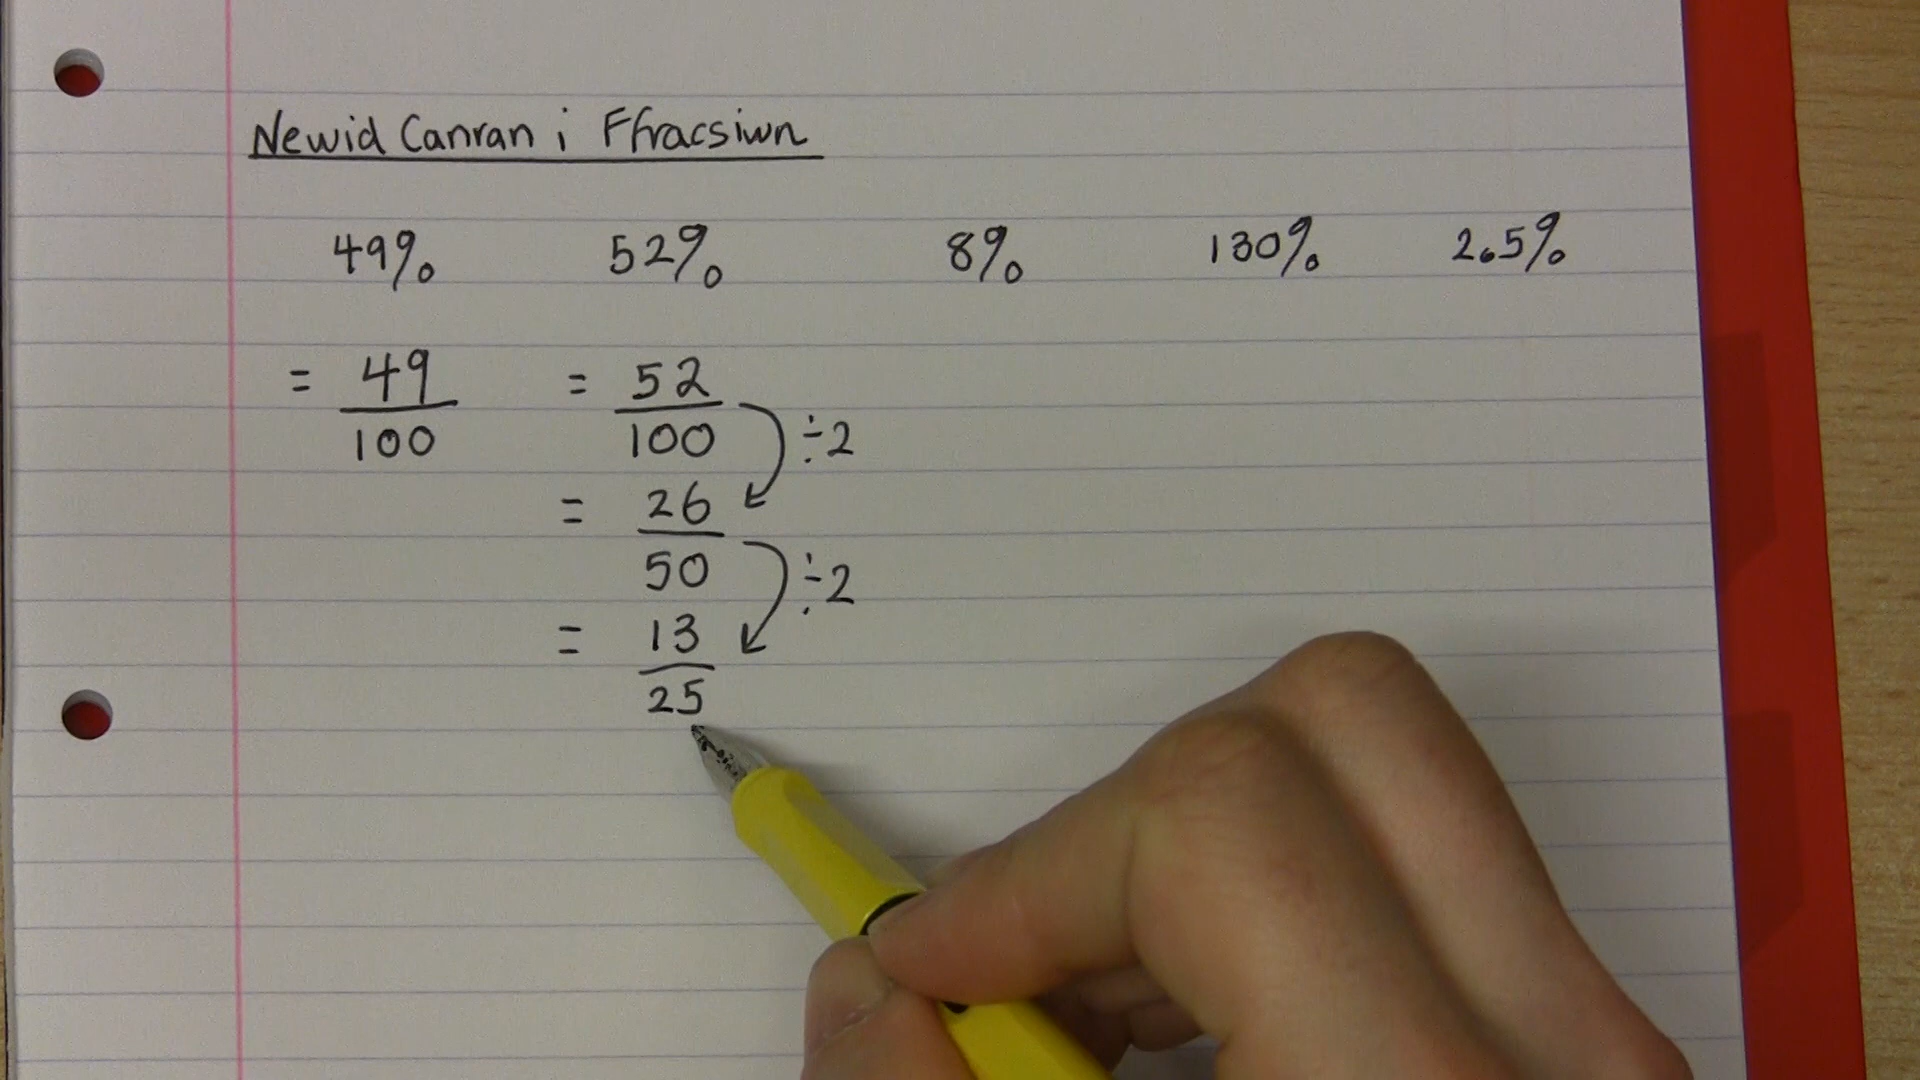 Newid Canran i Ffracsiwn
49% 52% 8% 130% 2.5%
= 49/100 = 52/100 ÷2
= 26/50 ÷2
= 13/25